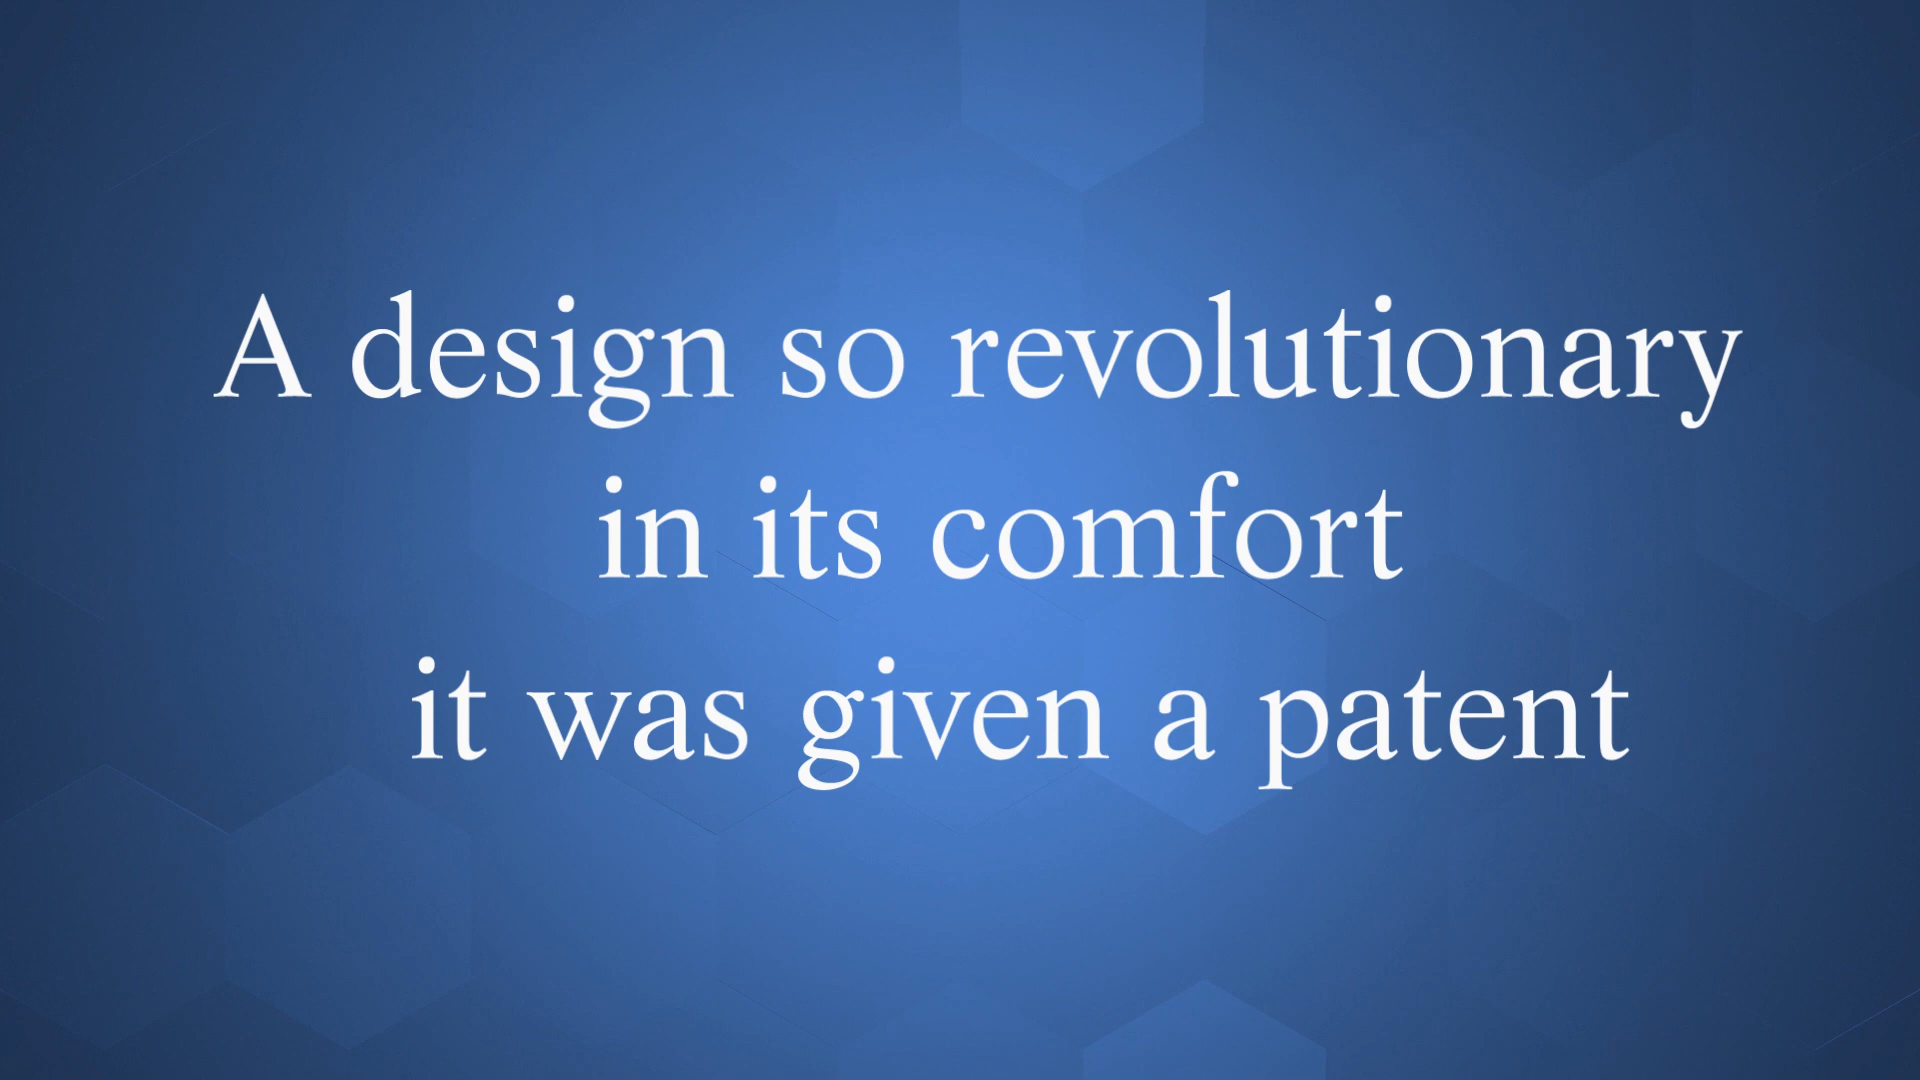 A design so revolutionary
in its comfort
it was given a patent